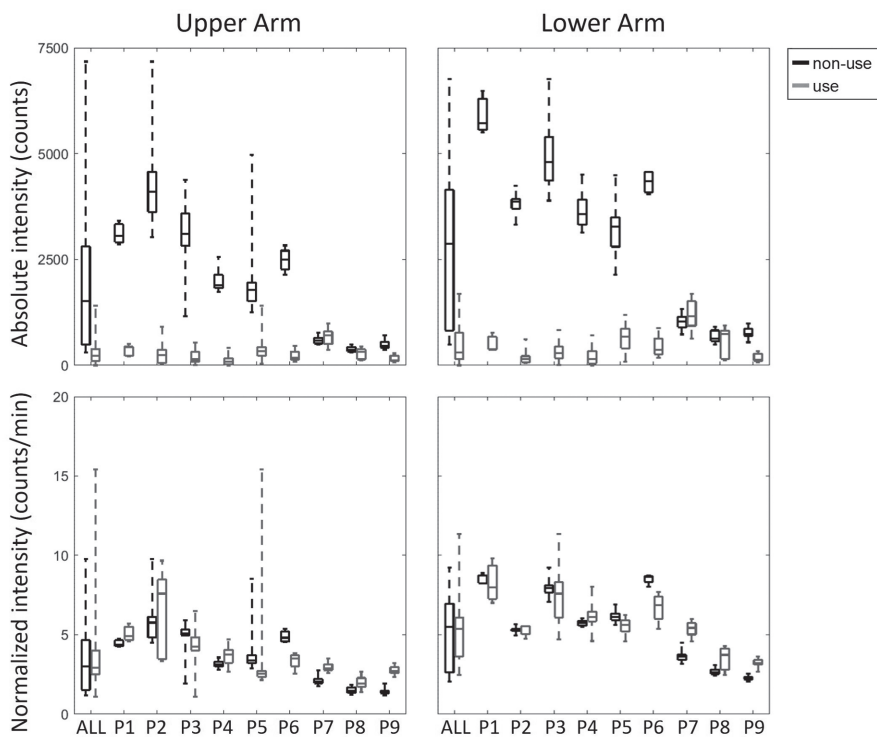 Upper Arm
Lower Arm
non-use
use
Absolute intensity (counts)
7500
5000
2500
0
Normalized intensity (counts/min)
20
15
10
5
0
ALL P1 P2 P3 P4 P5 P6 P7 P8 P9
ALL P1 P2 P3 P4 P5 P6 P7 P8 P9